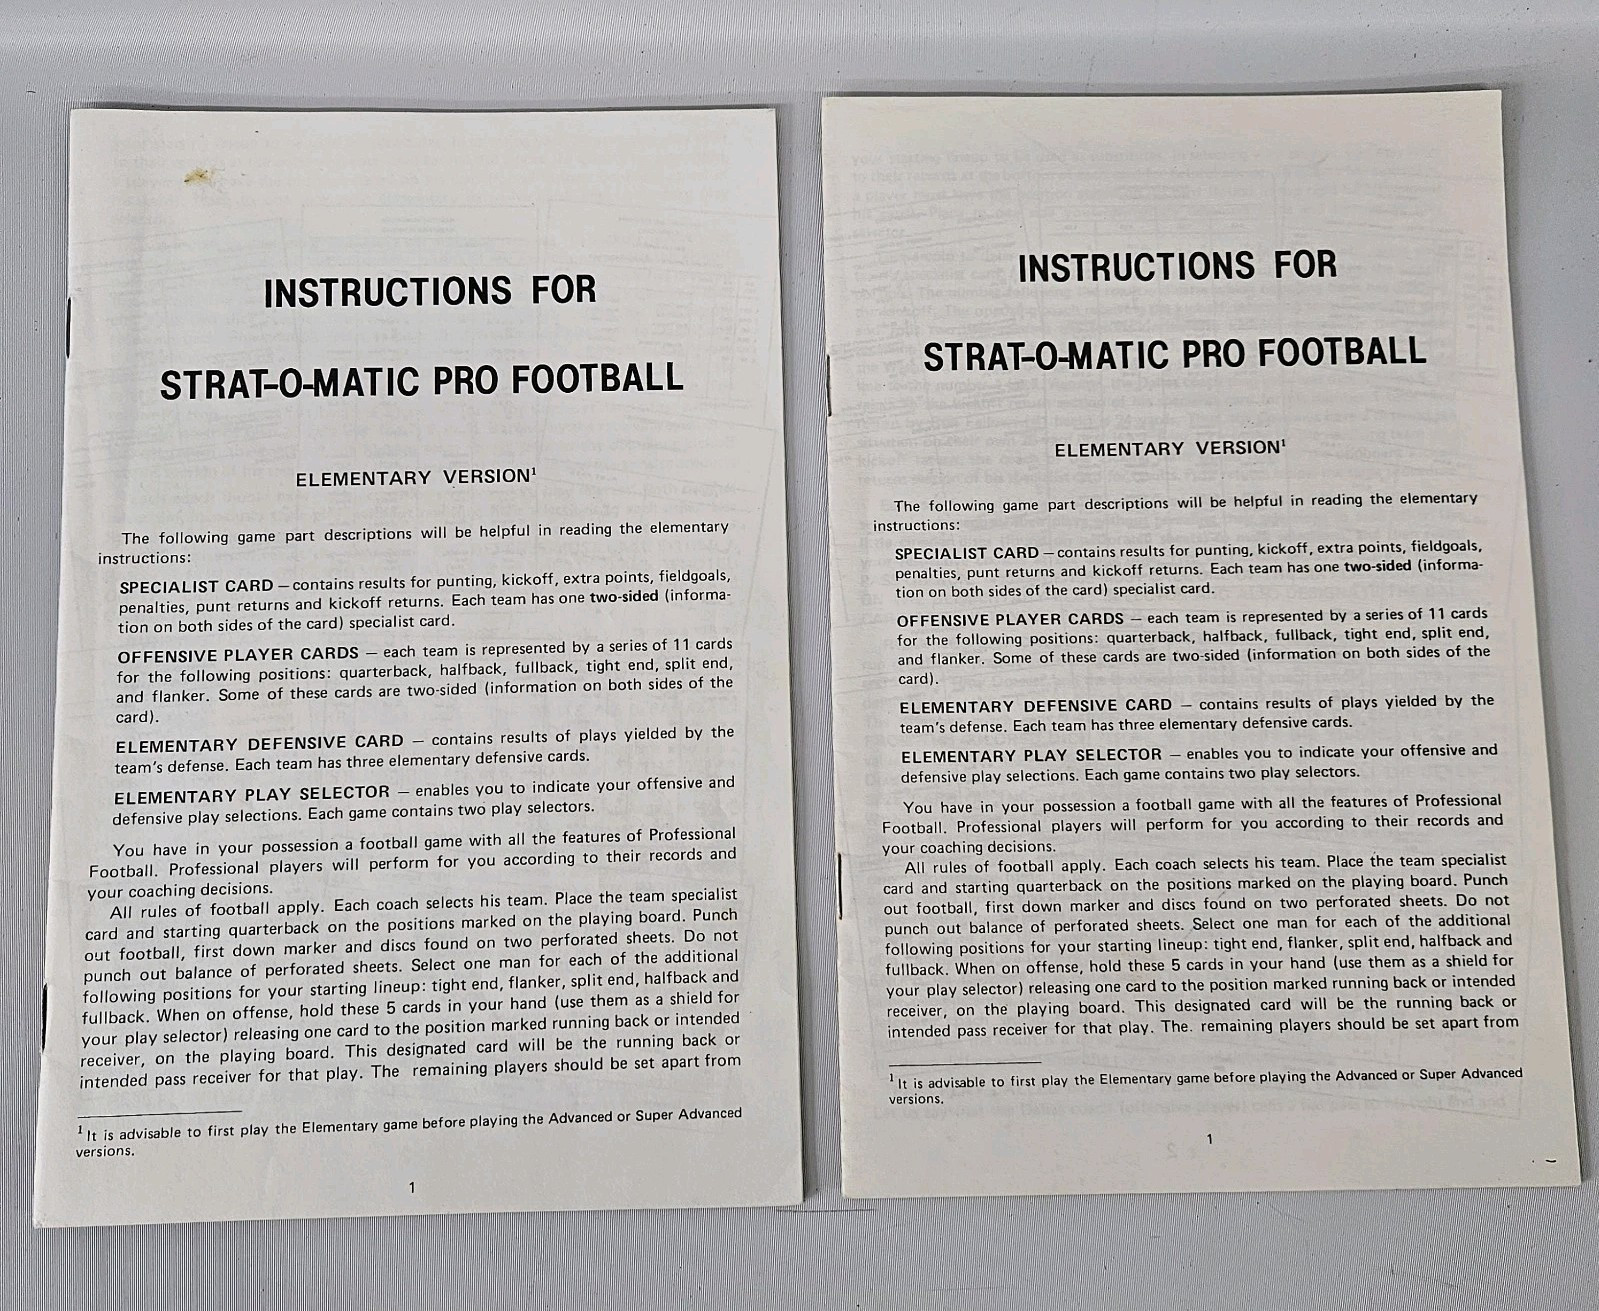 INSTRUCTIONS FOR
STRAT-O-MATIC PRO FOOTBALL
ELEMENTARY VERSION¹
The following game part descriptions will be helpful in reading the elementary
instructions:
SPECIALIST CARD — contains results for punting, kickoff, extra points, fieldgoals,
penalties, punt returns and kickoff returns. Each team has one two-sided (informa-
tion on both sides of the card) specialist card.
OFFENSIVE PLAYER CARDS — each team is represented by a series of 11 cards
for the following positions: quarterback, halfback, fullback, tight end, split end,
and flanker. Some of these cards are two-sided (information on both sides of the
card).
ELEMENTARY DEFENSIVE CARD — contains results of plays yielded by the
team's defense. Each team has three elementary defensive cards.
ELEMENTARY PLAY SELECTOR — enables you to indicate your offensive and
defensive play selections. Each game contains two play selectors.
You have in your possession a football game with all the features of Professional
Football. Professional players will perform for you according to their records and
your coaching decisions.
All rules of football apply. Each coach selects his team. Place the team specialist
card and starting quarterback on the positions marked on the playing board. Punch
out football, first down marker and discs found on two perforated sheets. Do not
punch out balance of perforated sheets. Select one man for each of the additional
following positions for your starting lineup: tight end, flanker, split end, halfback and
fullback. When on offense, hold these 5 cards in your hand (use them as a shield for
your play selector) releasing one card to the position marked running back or intended
receiver, on the playing board. This designated card will be the running back or
intended pass receiver for that play. The remaining players should be set apart from
¹ It is advisable to first play the Elementary game before playing the Advanced or Super Advanced
versions.
1
INSTRUCTIONS FOR
STRAT-O-MATIC PRO FOOTBALL
ELEMENTARY VERSION¹
The following game part descriptions will be helpful in reading the elementary
instructions:
SPECIALIST CARD — contains results for punting, kickoff, extra points, fieldgoals,
penalties, punt returns and kickoff returns. Each team has one two-sided (informa-
tion on both sides of the card) specialist card.
OFFENSIVE PLAYER CARDS — each team is represented by a series of 11 cards
for the following positions: quarterback, halfback, fullback, tight end, split end,
and flanker. Some of these cards are two-sided (information on both sides of the
card).
ELEMENTARY DEFENSIVE CARD — contains results of plays yielded by the
team's defense. Each team has three elementary defensive cards.
ELEMENTARY PLAY SELECTOR — enables you to indicate your offensive and
defensive play selections. Each game contains two play selectors.
You have in your possession a football game with all the features of Professional
Football. Professional players will perform for you according to their records and
your coaching decisions.
All rules of football apply. Each coach selects his team. Place the team specialist
card and starting quarterback on the positions marked on the playing board. Punch
out football, first down marker and discs found on two perforated sheets. Do not
punch out balance of perforated sheets. Select one man for each of the additional
following positions for your starting lineup: tight end, flanker, split end, halfback and
fullback. When on offense, hold these 5 cards in your hand (use them as a shield for
your play selector) releasing one card to the position marked running back or intended
receiver, on the playing board. This designated card will be the running back or
intended pass receiver for that play. The. remaining players should be set apart from
¹ It is advisable to first play the Elementary game before playing the Advanced or Super Advanced
versions.
1